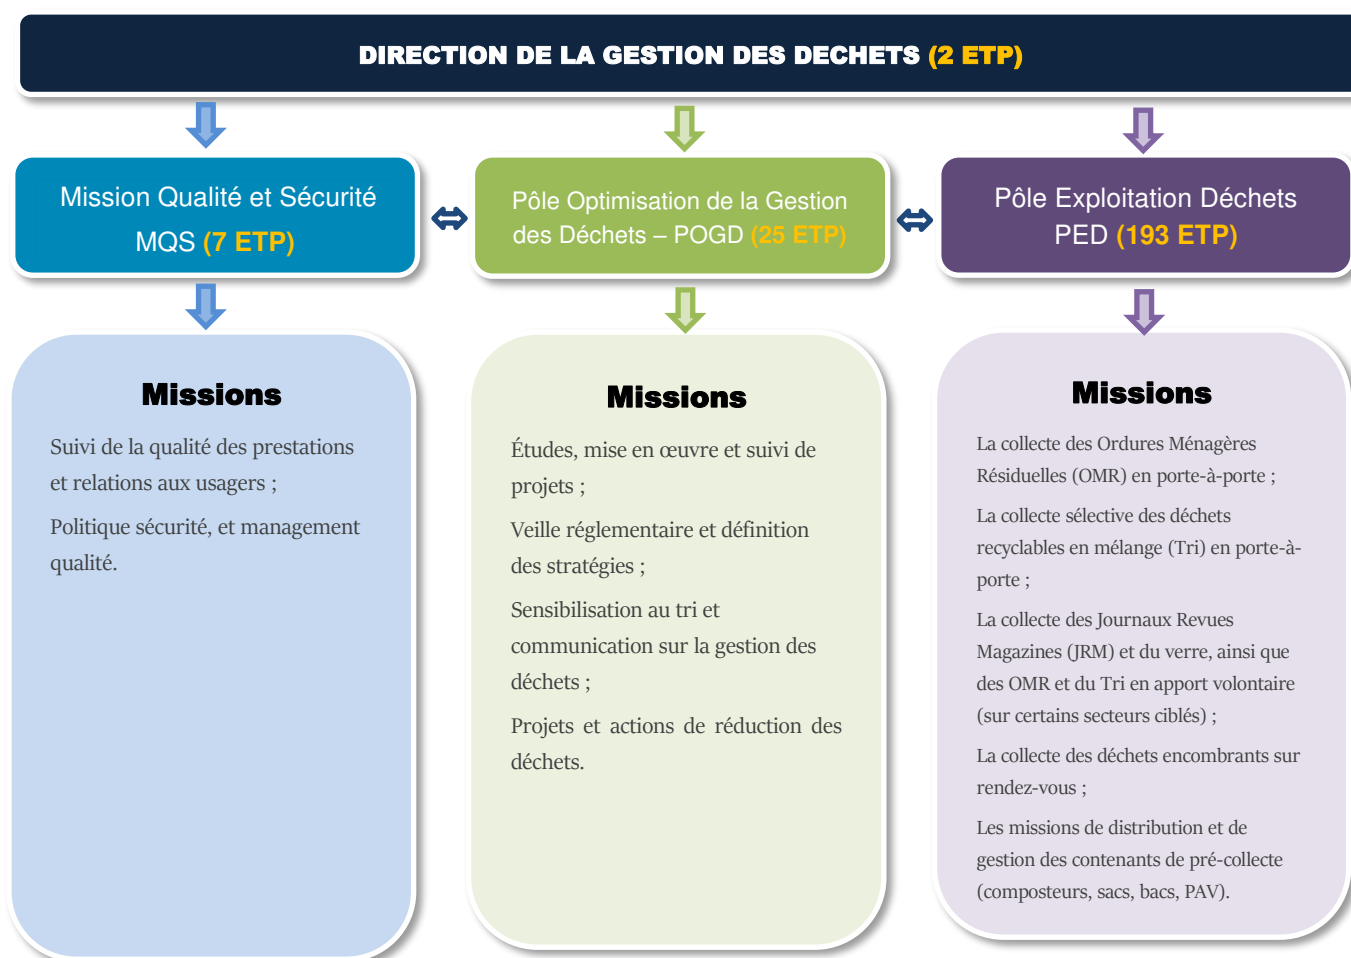 DIRECTION DE LA GESTION DES DECHETS (2 ETP)
Mission Qualité et Sécurité
MQS (7 ETP)
Pôle Optimisation de la Gestion
des Déchets – POGD (25 ETP)
Pôle Exploitation Déchets
PED (193 ETP)
Missions
Suivi de la qualité des prestations
et relations aux usagers ;
Politique sécurité, et management
qualité.
Missions
Études, mise en œuvre et suivi de
projets ;
Veille réglementaire et définition
des stratégies ;
Sensibilisation au tri et
communication sur la gestion des
déchets ;
Projets et actions de réduction des
déchets.
Missions
La collecte des Ordures Ménagères
Résiduelles (OMR) en porte-à-porte ;
La collecte sélective des déchets
recyclables en mélange (Tri) en porte-à-
porte ;
La collecte des Journaux Revues
Magazines (JRM) et du verre, ainsi que
des OMR et du Tri en apport volontaire
(sur certains secteurs ciblés) ;
La collecte des déchets encombrants sur
rendez-vous ;
Les missions de distribution et de
gestion des contenants de pré-collecte
(composteurs, sacs, bacs, PAV).